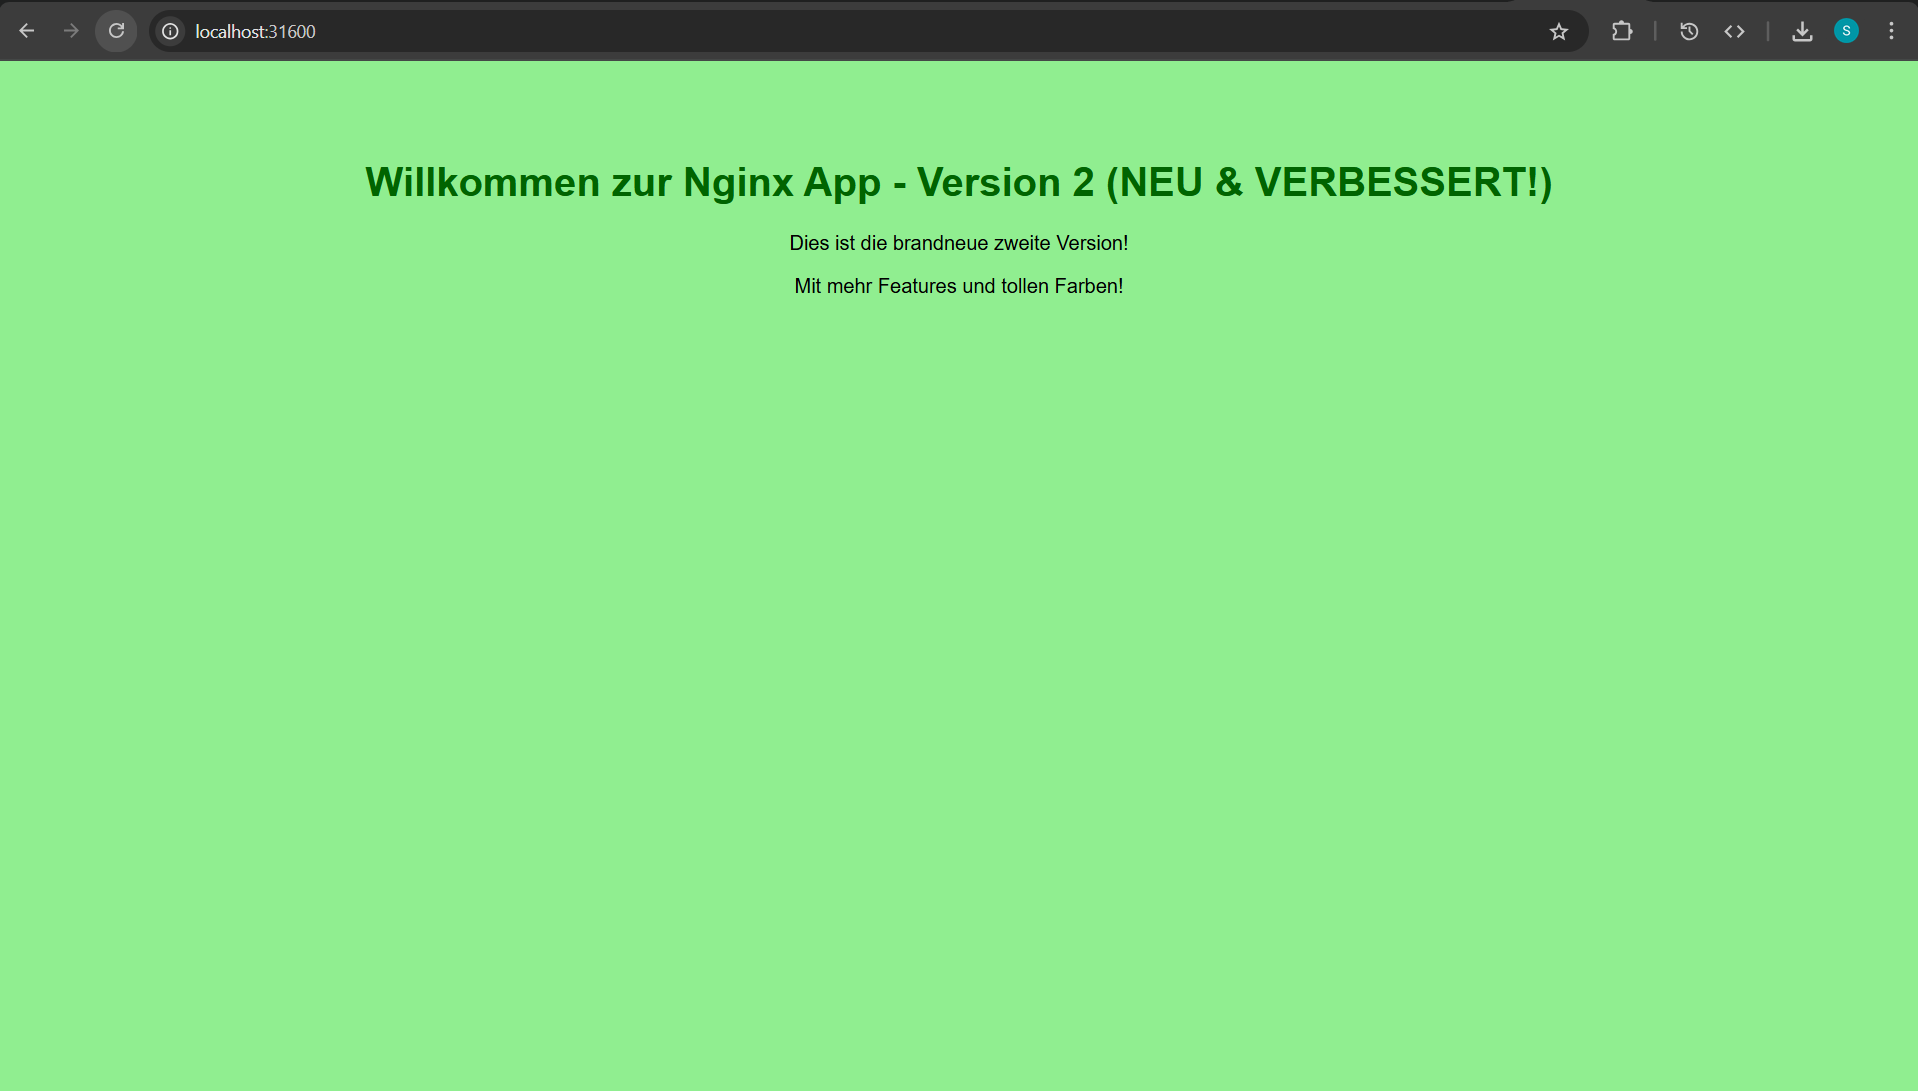 localhost:31600
S
Willkommen zur Nginx App - Version 2 (NEU & VERBESSERT!)
Dies ist die brandneue zweite Version!
Mit mehr Features und tollen Farben!